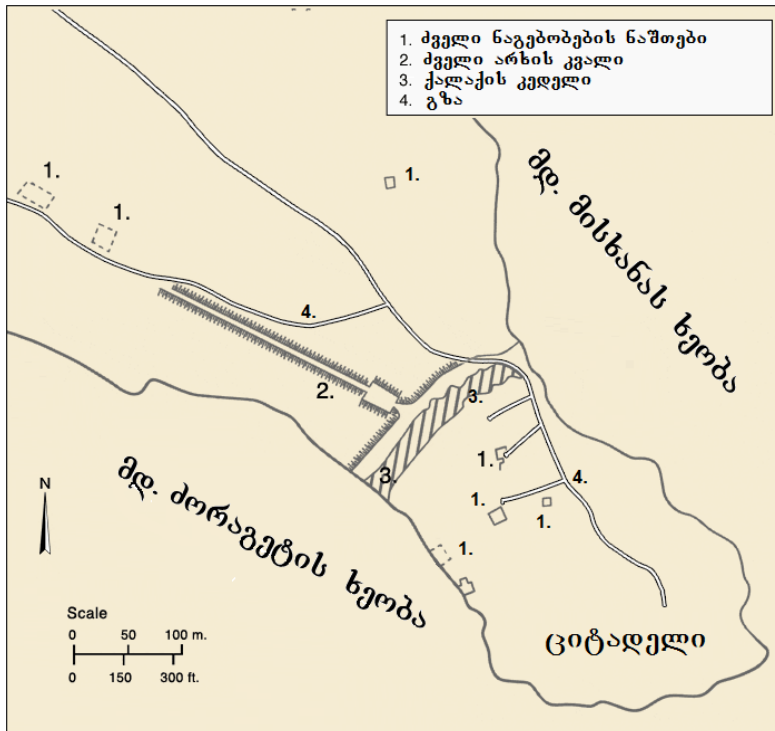 1. ძველი ნაგებობების ნაშთები
2. ძველი არხის კვალი
3. ქალაქის კედელი
4. გზა
მდ. მისხანას ხეობა
1.
1.
1.
4.
2.
3.
3.
1.
4.
1.
1.
1.
მდ. ძორაგეტის ხეობა
N
Scale
0 50 100 m.
0 150 300 ft.
ციტადელი